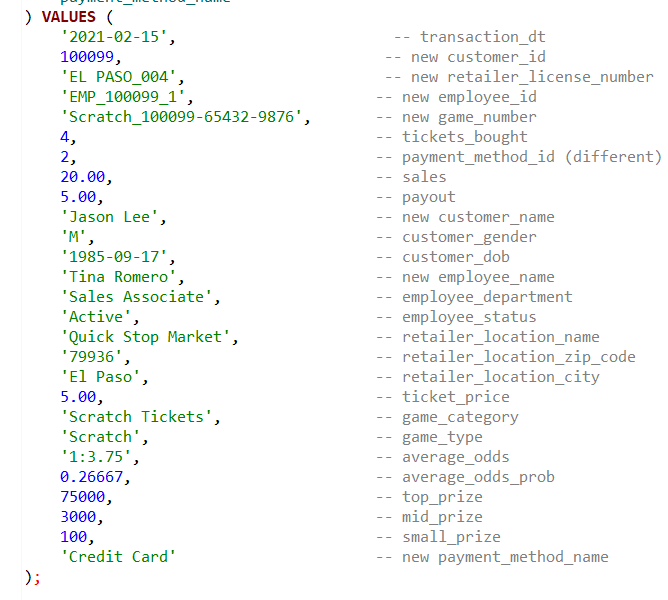 payment_method_name
) VALUES (
'2021-02-15', -- transaction_dt
100099, -- new customer_id
'EL PASO_004', -- new retailer_license_number
'EMP_100099_1', -- new employee_id
'Scratch_100099-65432-9876', -- new game_number
4, -- tickets_bought
2, -- payment_method_id (different)
20.00, -- sales
5.00, -- payout
'Jason Lee', -- new customer_name
'M', -- customer_gender
'1985-09-17', -- customer_dob
'Tina Romero', -- new employee_name
'Sales Associate', -- employee_department
'Active', -- employee_status
'Quick Stop Market', -- retailer_location_name
'79936', -- retailer_location_zip_code
'El Paso', -- retailer_location_city
5.00, -- ticket_price
'Scratch Tickets', -- game_category
'Scratch', -- game_type
'1:3.75', -- average_odds
0.26667, -- average_odds_prob
75000, -- top_prize
3000, -- mid_prize
100, -- small_prize
'Credit Card' -- new payment_method_name
);